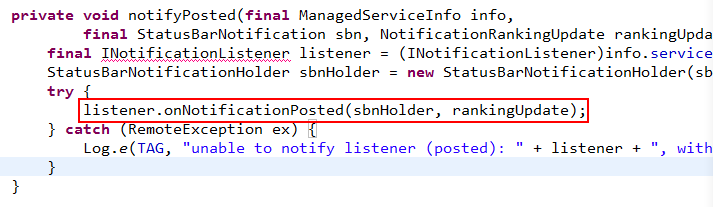 private void notifyPosted(final ManagedServiceInfo info,
final StatusBarNotification sbn, NotificationRankingUpdate rankingUpda
final INotificationListener listener = (INotificationListener)info.service
StatusBarNotificationHolder sbnHolder = new StatusBarNotificationHolder(sb
try {
listener.onNotificationPosted(sbnHolder, rankingUpdate);
} catch (RemoteException ex) {
Log.e(TAG, "unable to notify listener (posted): " + listener + ", with
}
}